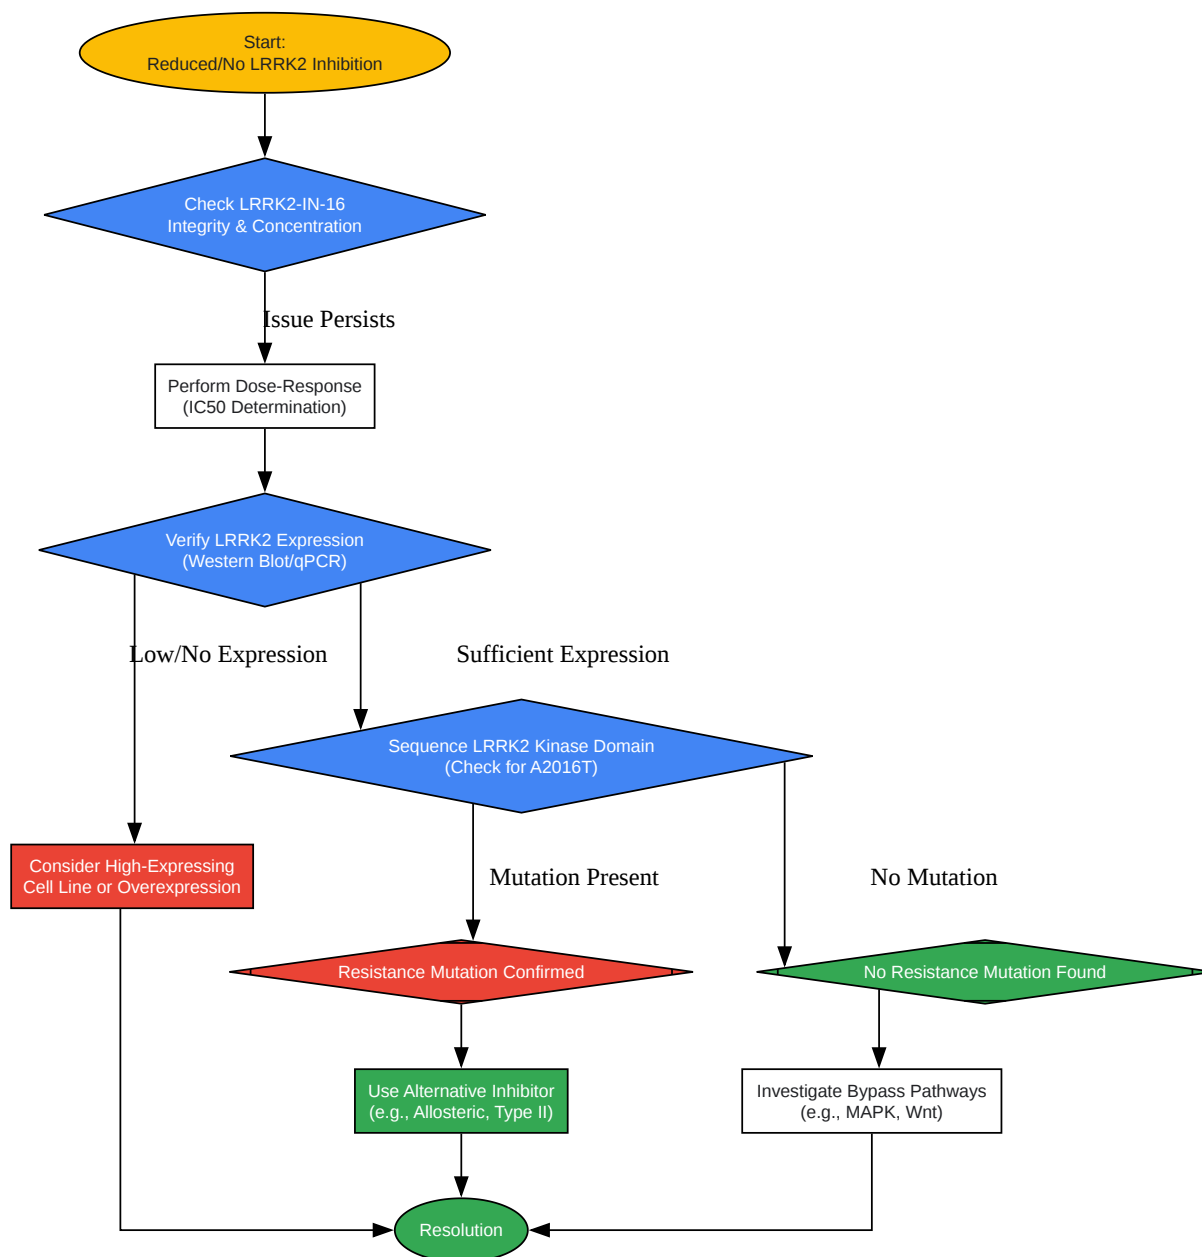 Start:
Reduced/No LRRK2 Inhibition
Check LRRK2-IN-16
Integrity & Concentration
Issue Persists
Perform Dose-Response
(IC50 Determination)
Verify LRRK2 Expression
(Western Blot/qPCR)
Low/No Expression
Sufficient Expression
Sequence LRRK2 Kinase Domain
(Check for A2016T)
Consider High-Expressing
Cell Line or Overexpression
Mutation Present
No Mutation
Resistance Mutation Confirmed
No Resistance Mutation Found
Use Alternative Inhibitor
(e.g., Allosteric, Type II)
Investigate Bypass Pathways
(e.g., MAPK, Wnt)
Resolution